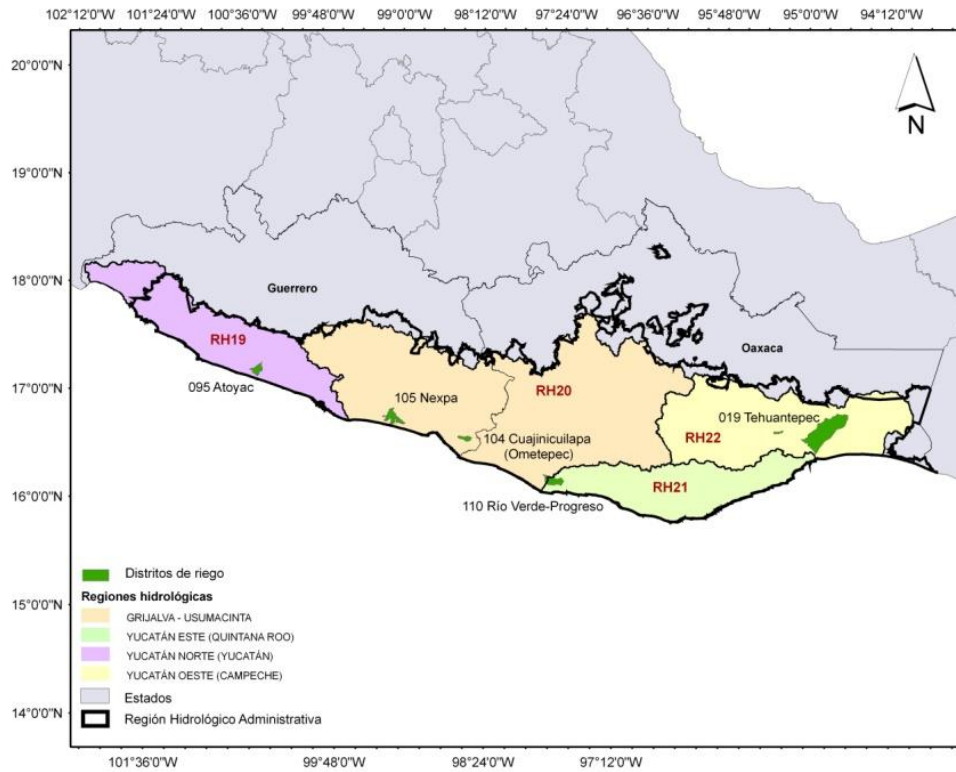 102°12'0"W 101°24'0"W 100°36'0"W 99°48'0"W 99°0'0"W 98°12'0"W 97°24'0"W 96°36'0"W 95°48'0"W 95°0'0"W 94°12'0"W
20°0'0"N
N
19°0'0"N
18°0'0"N
Guerrero
RH19
Oaxaca
17°0'0"N
095 Atoyac
105 Nexpa
RH20
019 Tehuantepec
104 Cuajinicuilapa
(Ometepec)
RH22
16°0'0"N
110 Río Verde-Progreso
RH21
Distritos de riego
Regiones hidrológicas
15°0'0"N
GRIJALVA - USUMACINTA
YUCATÁN ESTE (QUINTANA ROO)
YUCATÁN NORTE (YUCATÁN)
YUCATÁN OESTE (CAMPECHE)
Estados
14°0'0"N
Región Hidrológico Administrativa
101°36'0"W 99°48'0"W 98°24'0"W 97°12'0"W